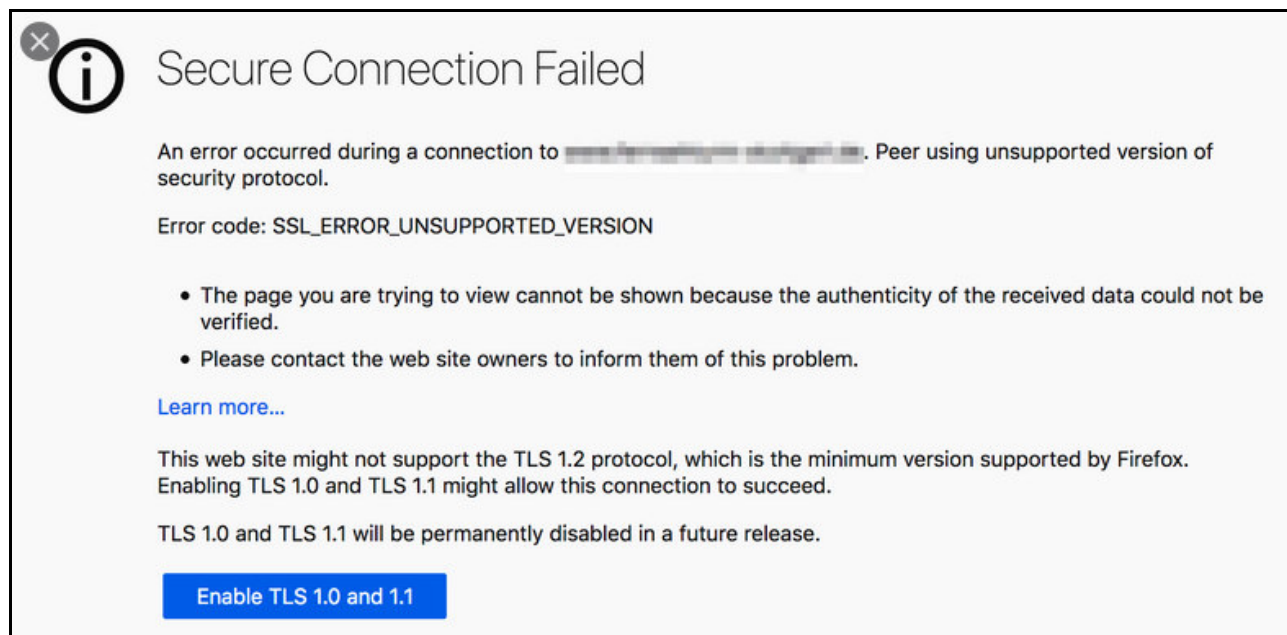 Secure Connection Failed
An error occurred during a connection to . Peer using unsupported version of
security protocol.
Error code: SSL_ERROR_UNSUPPORTED_VERSION
• The page you are trying to view cannot be shown because the authenticity of the received data could not be
verified.
• Please contact the web site owners to inform them of this problem.
Learn more...
This web site might not support the TLS 1.2 protocol, which is the minimum version supported by Firefox.
Enabling TLS 1.0 and TLS 1.1 might allow this connection to succeed.
TLS 1.0 and TLS 1.1 will be permanently disabled in a future release.
Enable TLS 1.0 and 1.1